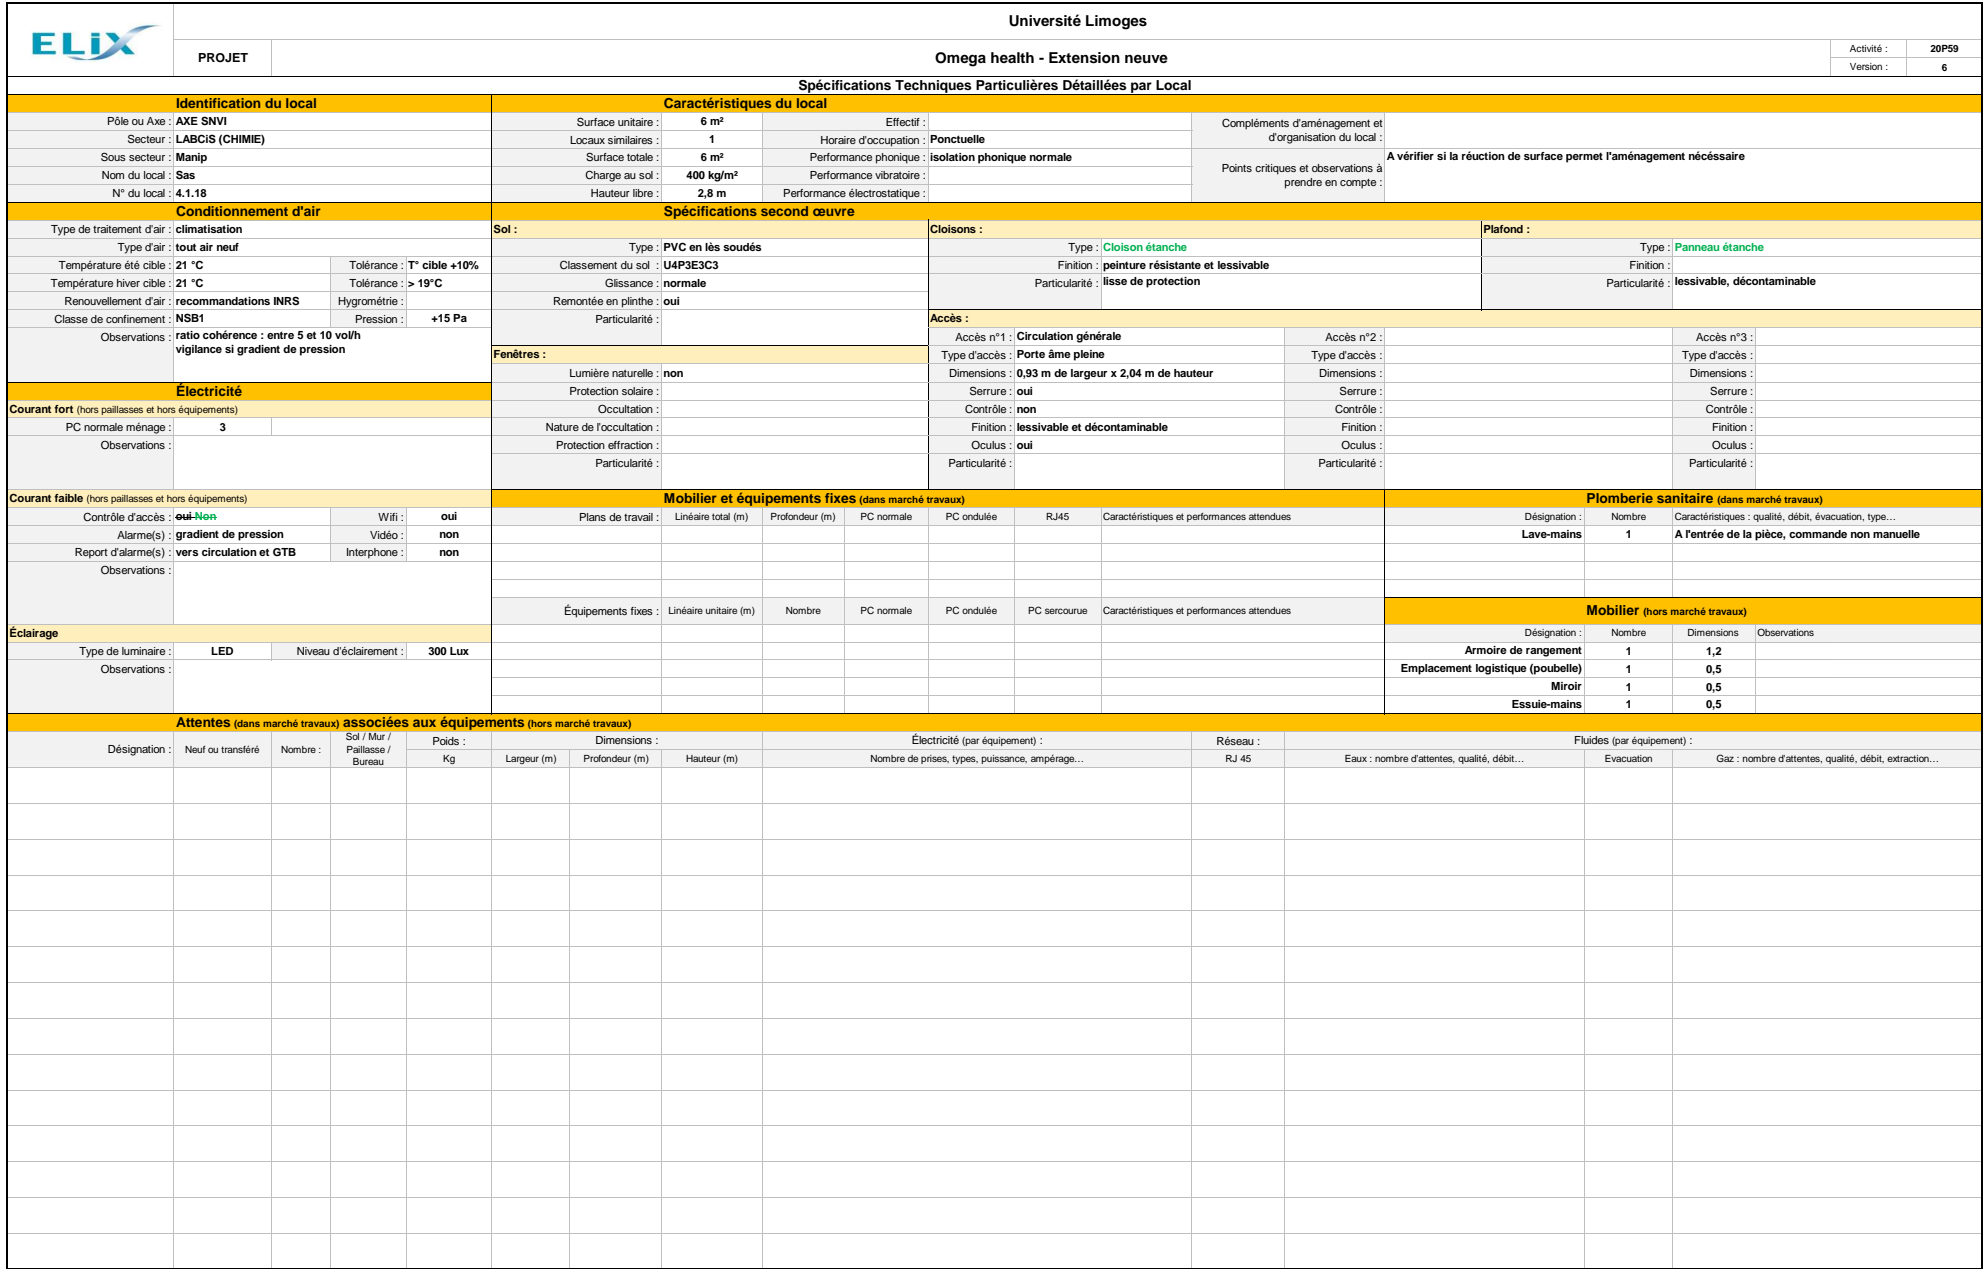 ELiX
Université Limoges
PROJET
Omega health - Extension neuve
Activité : 20P59
Version : 6
Spécifications Techniques Particulières Détaillées par Local
Identification du local
Pôle ou Axe : AXE SNVI
Secteur : LABCiS (CHIMIE)
Sous secteur : Manip
Nom du local : Sas
N° du local : 4.1.18
Caractéristiques du local
Surface unitaire : 6 m²
Locaux similaires : 1
Surface totale : 6 m²
Charge au sol : 400 kg/m²
Hauteur libre : 2,8 m
Effectif :
Horaire d'occupation : Ponctuelle
Performance phonique : isolation phonique normale
Performance vibratoire :
Performance électrostatique :
Compléments d'aménagement et
d'organisation du local :
Points critiques et observations à
prendre en compte :
A vérifier si la réuction de surface permet l'aménagement nécéssaire
Conditionnement d'air
Type de traitement d'air : climatisation
Type d'air : tout air neuf
Température été cible : 21 °C Tolérance : T° cible +10%
Température hiver cible : 21 °C Tolérance : > 19°C
Renouvellement d'air : recommandations INRS Hygrométrie :
Classe de confinement : NSB1 Pression : +15 Pa
Observations : ratio cohérence : entre 5 et 10 vol/h
vigilance si gradient de pression
Spécifications second œuvre
Sol :
Type : PVC en lès soudés
Classement du sol : U4P3E3C3
Glissance : normale
Remontée en plinthe : oui
Particularité :
Cloisons :
Type : Cloison étanche
Finition : peinture résistante et lessivable
Particularité : lisse de protection
Plafond :
Type : Panneau étanche
Finition :
Particularité : lessivable, décontaminable
Fenêtres :
Lumière naturelle : non
Protection solaire :
Occultation :
Nature de l'occultation :
Protection effraction :
Particularité :
Accès :
Accès n°1 : Circulation générale
Type d'accès : Porte âme pleine
Dimensions : 0,93 m de largeur x 2,04 m de hauteur
Serrure : oui
Contrôle : non
Finition : lessivable et décontaminable
Oculus : oui
Particularité :
Accès n°2 :
Type d'accès :
Dimensions :
Serrure :
Contrôle :
Finition :
Oculus :
Particularité :
Accès n°3 :
Type d'accès :
Dimensions :
Serrure :
Contrôle :
Finition :
Oculus :
Particularité :
Électricité
Courant fort (hors paillasses et hors équipements)
PC normale ménage : 3
Observations :
Courant faible (hors paillasses et hors équipements)
Contrôle d'accès : oui Non Wifi : oui
Alarme(s) : gradient de pression Vidéo : non
Report d'alarme(s) : vers circulation et GTB Interphone : non
Observations :
Éclairage
Type de luminaire : LED Niveau d'éclairement : 300 Lux
Observations :
Mobilier et équipements fixes (dans marché travaux)
Plans de travail : Linéaire total (m) Profondeur (m) PC normale PC ondulée RJ45 Caractéristiques et performances attendues
Équipements fixes : Linéaire unitaire (m) Nombre PC normale PC ondulée PC sercourue Caractéristiques et performances attendues
Plomberie sanitaire (dans marché travaux)
Désignation : Nombre Caractéristiques : qualité, débit, évacuation, type…
Lave-mains 1 A l'entrée de la pièce, commande non manuelle
Mobilier (hors marché travaux)
Désignation : Nombre Dimensions Observations
Armoire de rangement 1 1,2
Emplacement logistique (poubelle) 1 0,5
Miroir 1 0,5
Essuie-mains 1 0,5
Attentes (dans marché travaux) associées aux équipements (hors marché travaux)
Désignation : Neuf ou transféré Nombre :
Sol / Mur /
Paillasse /
Bureau
Poids :
Kg
Dimensions :
Largeur (m) Profondeur (m) Hauteur (m)
Électricité (par équipement) :
Nombre de prises, types, puissance, ampérage…
Réseau :
RJ 45
Fluides (par équipement) :
Eaux : nombre d'attentes, qualité, débit… Evacuation Gaz : nombre d'attentes, qualité, débit, extraction…